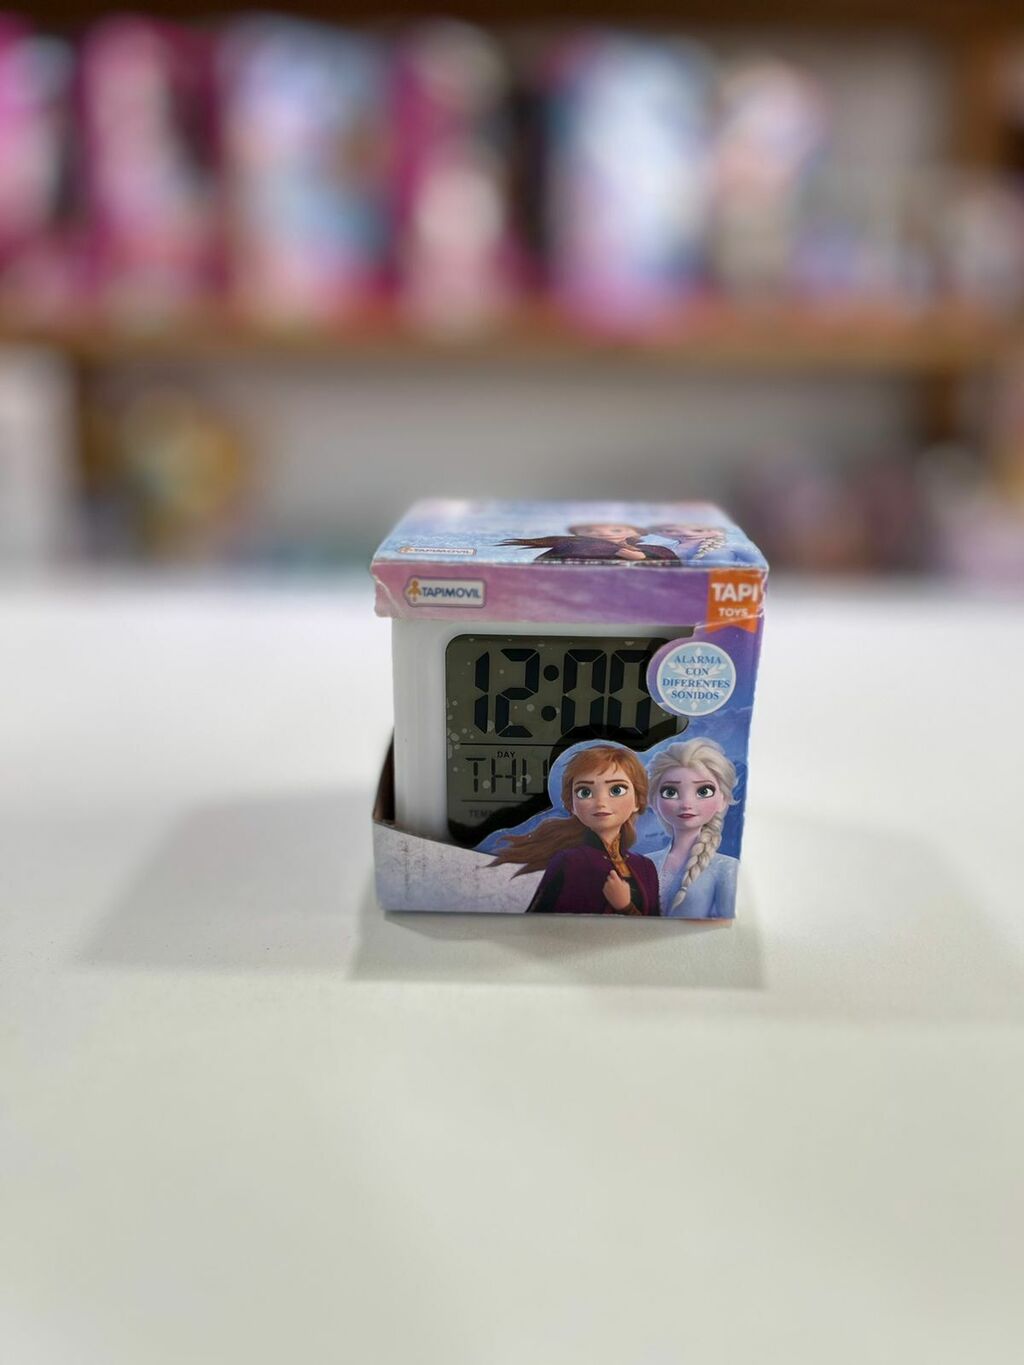 TAPIMOVIL
TAPIMOVIL
TAPI
TOYS
ALARMA
CON
DIFERENTES
SONIDOS
12:00
DAY
THU